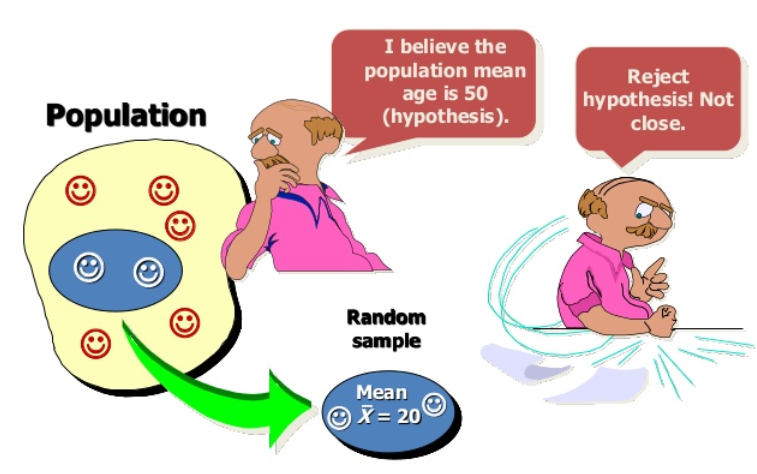 Population
I believe the
population mean
age is 50
(hypothesis).
Reject
hypothesis! Not
close.
Random
sample
Mean
X̄ = 20